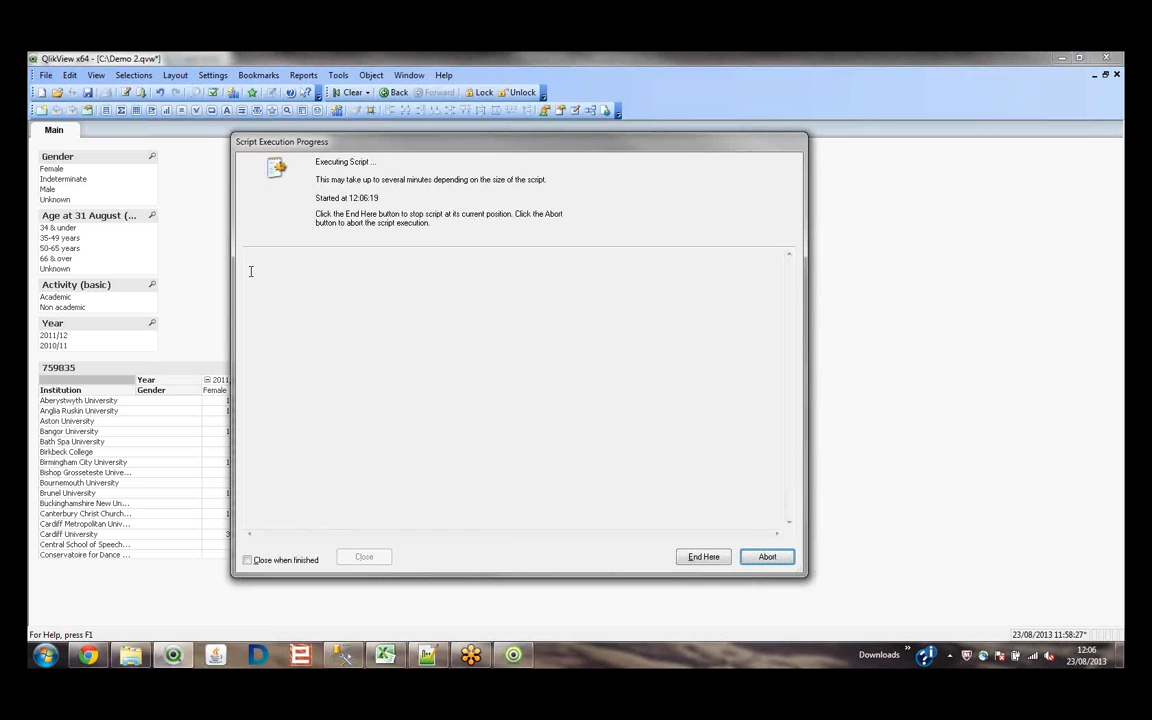 QlikView x64 - [C:\Demo 2.qvw*]
File Edit View Selections Layout Settings Bookmarks Reports Tools Object Window Help
Clear Back Forward Lock Unlock
Main
Script Execution Progress
Executing Script ...
This may take up to several minutes depending on the size of the script.
Started at 12:06:19
Click the End Here button to stop script at its current position. Click the Abort
button to abort the script execution.
Close when finished
Close
End Here
Abort
Gender
Female
Indeterminate
Male
Unknown
Age at 31 August (...
34 & under
35-49 years
50-65 years
66 & over
Unknown
Activity (basic)
Academic
Non academic
Year
2011/12
2010/11
759835
Year 2011
Institution Gender Female
Aberystwyth University
Anglia Ruskin University
Aston University
Bangor University
Bath Spa University
Birkbeck College
Birmingham City University
Bishop Grosseteste Unive...
Bournemouth University
Brunel University
Buckinghamshire New Un...
Canterbury Christ Church...
Cardiff Metropolitan Univ...
Cardiff University
Central School of Speech...
Conservatoire for Dance ...
For Help, press F1
23/08/2013 11:58:27*
Downloads
12:06
23/08/2013